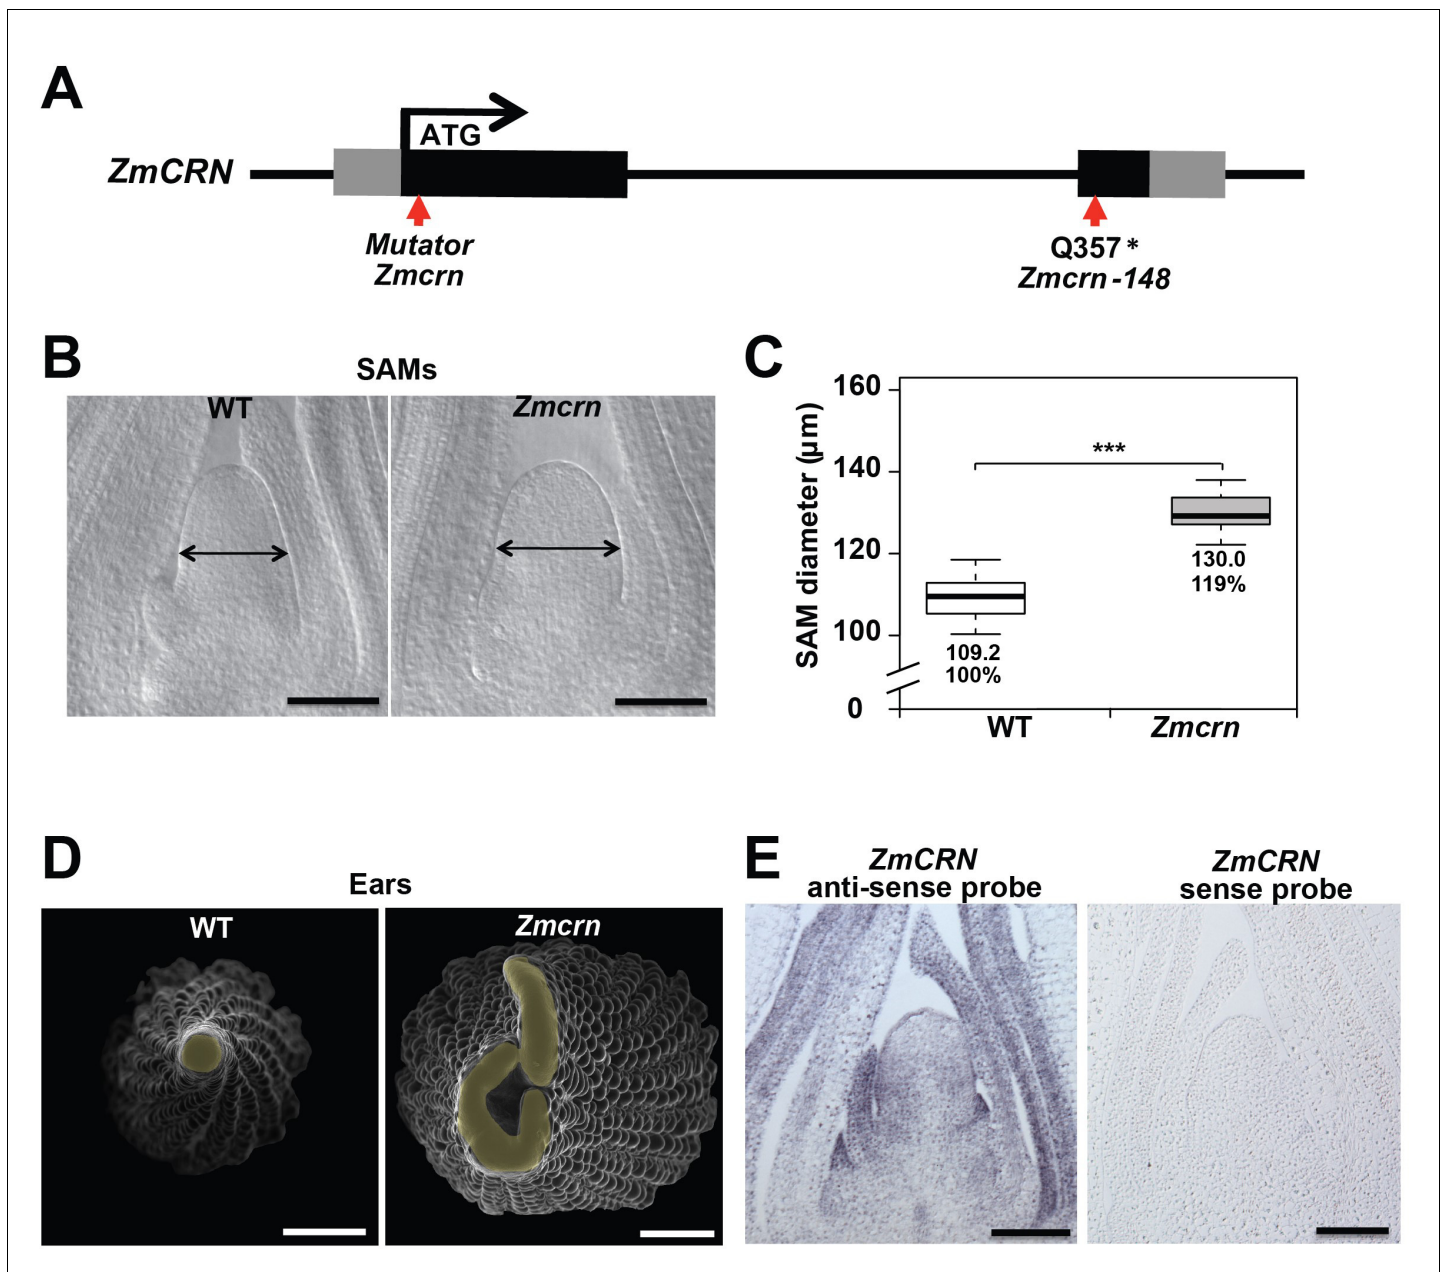 A
ATG
ZmCRN
Mutator
Zmcrn
Q357*
Zmcrn-148
B
SAMs
WT
Zmcrn
C
SAM diameter (µm)
160
140
120
100
0
***
109.2
100%
130.0
119%
WT
Zmcrn
D
Ears
WT
Zmcrn
E
ZmCRN
anti-sense probe
ZmCRN
sense probe